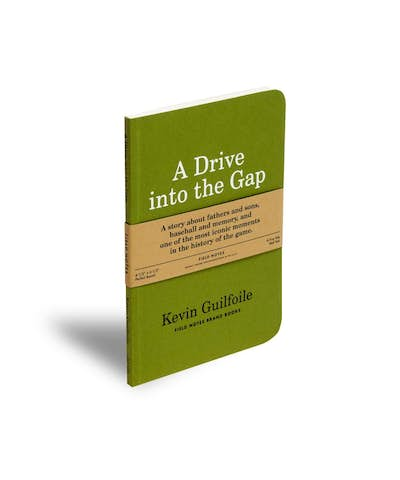 A Drive
into the Gap
A story about fathers and sons,
baseball and memory, and
one of the most iconic moments
in the history of the game.
FIELD NOTES
Kevin Guilfoile
FIELD NOTES BRAND BOOKS